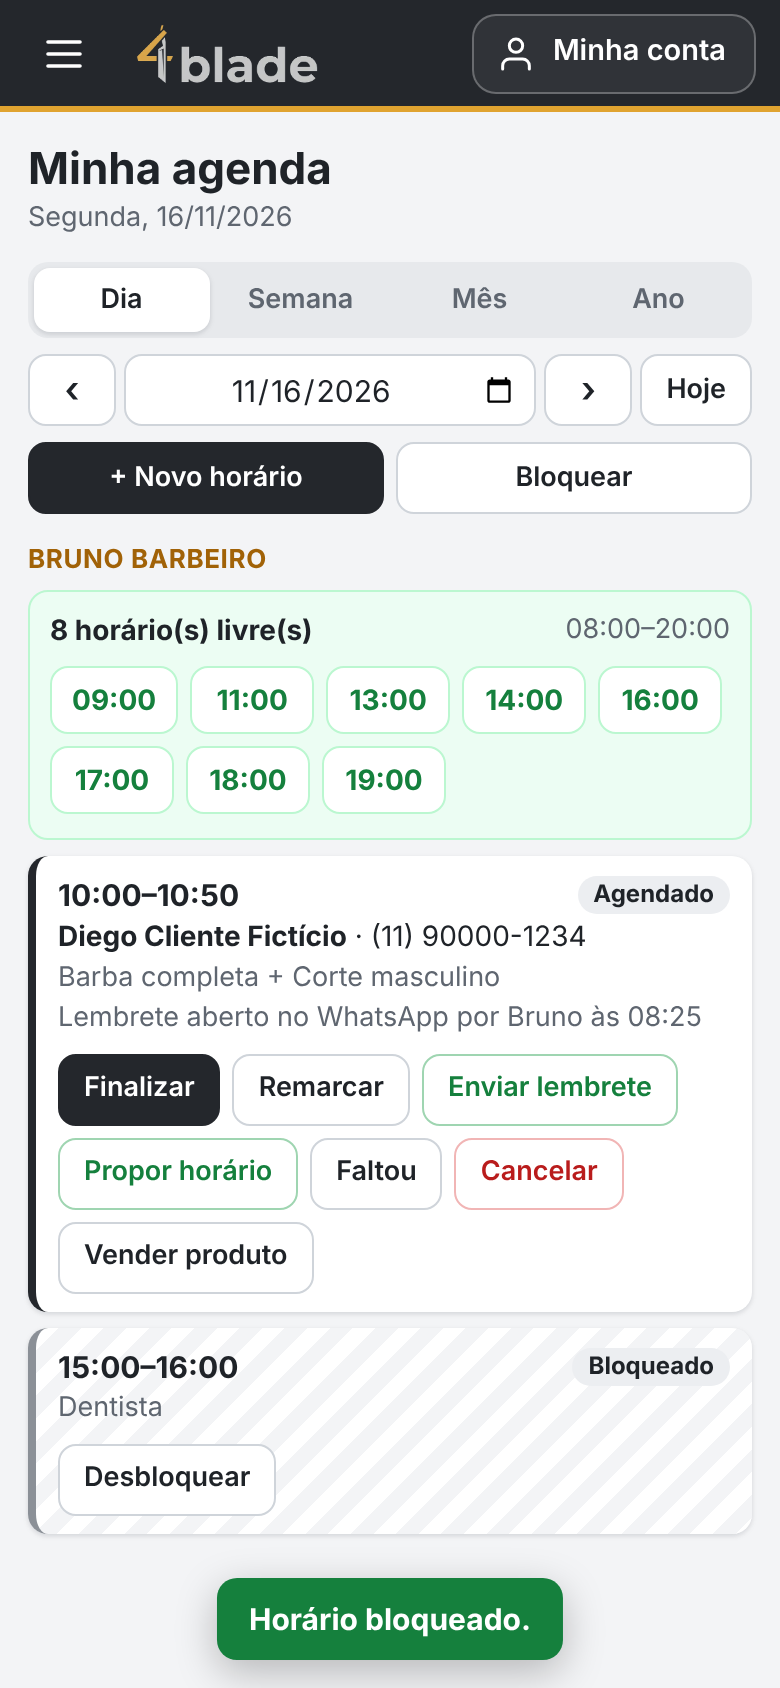 4blade
Minha conta
Minha agenda
Segunda, 16/11/2026
Dia Semana Mês Ano
‹ 11/16/2026 › Hoje
+ Novo horário Bloquear
BRUNO BARBEIRO
8 horário(s) livre(s) 08:00–20:00
09:00 11:00 13:00 14:00 16:00
17:00 18:00 19:00
10:00–10:50 Agendado
Diego Cliente Fictício · (11) 90000-1234
Barba completa + Corte masculino
Lembrete aberto no WhatsApp por Bruno às 08:25
Finalizar Remarcar Enviar lembrete
Propor horário Faltou Cancelar
Vender produto
15:00–16:00 Bloqueado
Dentista
Desbloquear
Horário bloqueado.